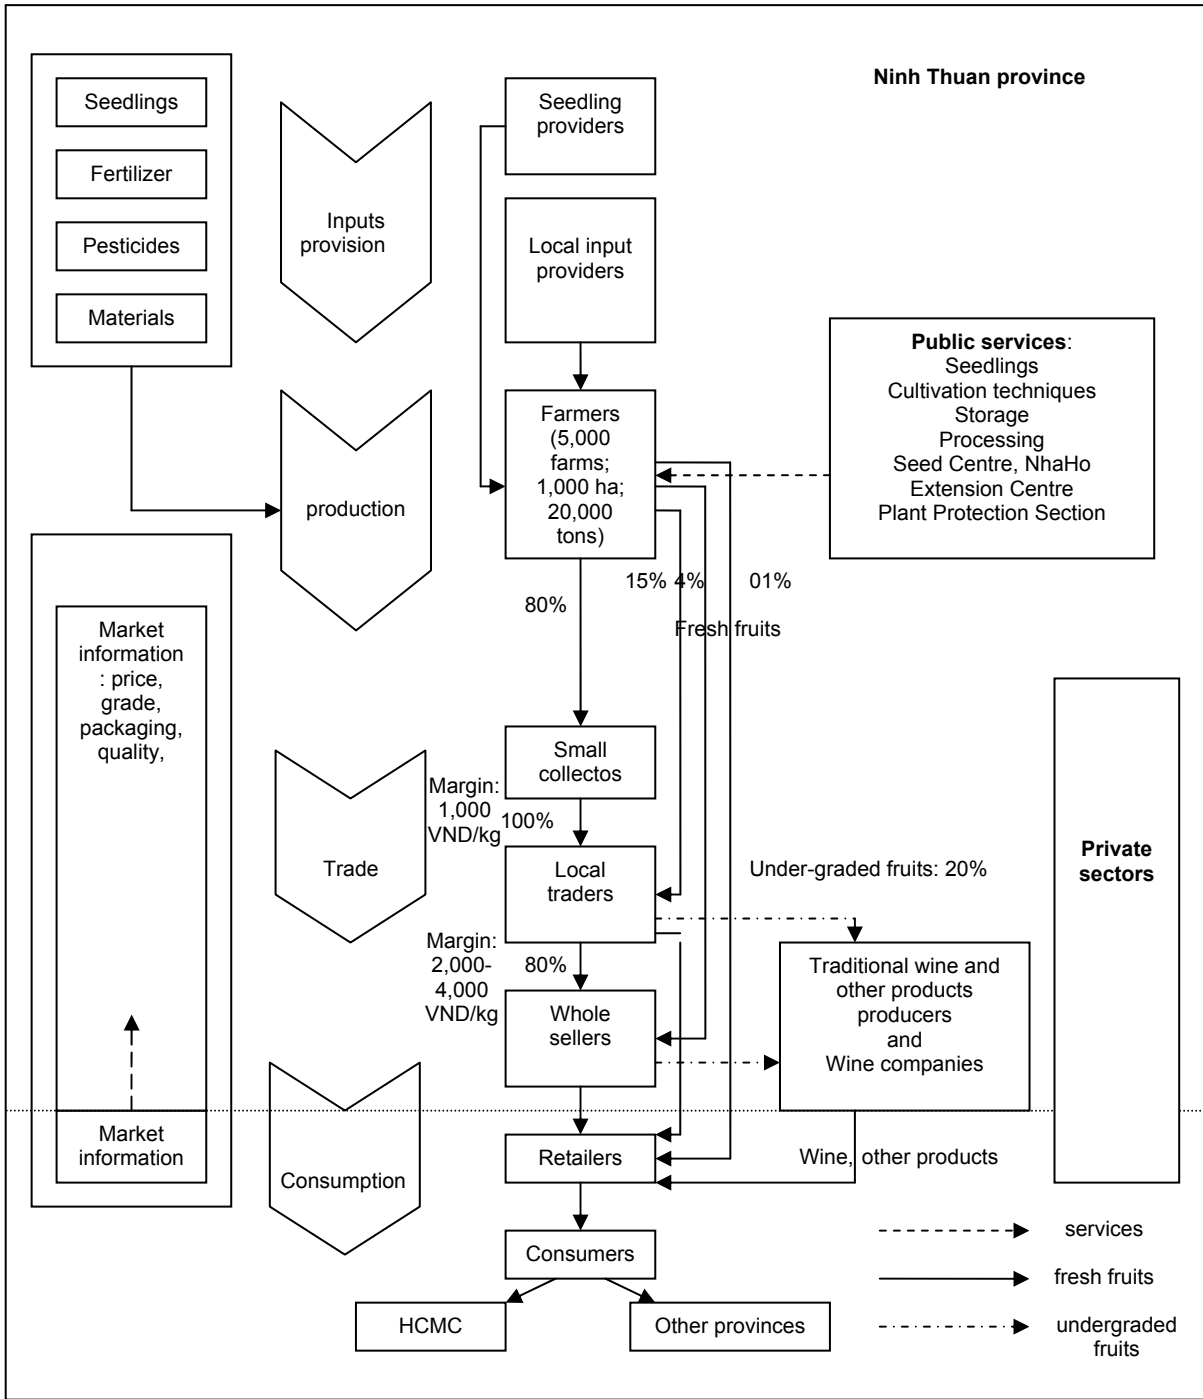 Ninh Thuan province
Seedlings
Fertilizer
Pesticides
Materials
Inputs
provision
Seedling
providers
Local input
providers
Public services:
Seedlings
Cultivation techniques
Storage
Processing
Seed Centre, NhaHo
Extension Centre
Plant Protection Section
production
Farmers
(5,000
farms;
1,000 ha;
20,000
tons)
15% 4% 01%
80%
Fresh fruits
Market
information
: price,
grade,
packaging,
quality,
Small
collectos
Margin:
1,000
VND/kg
100%
Trade
Local
traders
Under-graded fruits: 20%
Private
sectors
Margin:
2,000-
4,000
VND/kg
80%
Whole
sellers
Traditional wine and
other products
producers
and
Wine companies
Market
information
Consumption
Retailers
Wine, other products
Consumers
HCMC
Other provinces
services
fresh fruits
undergraded
fruits